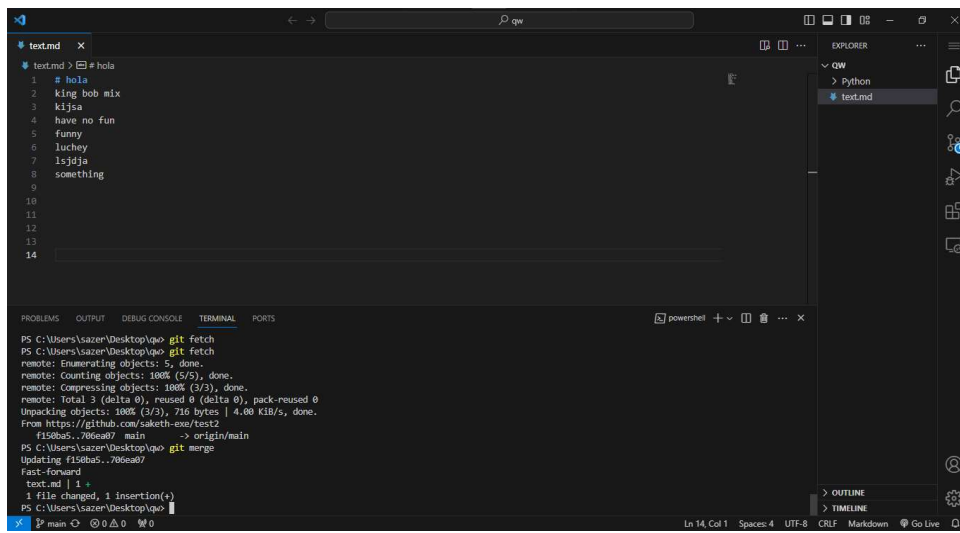 qw
text.md
EXPLORER
text.md > # hola
QW
1 # hola
> Python
2 king bob mix
text.md
3 kijsa
4 have no fun
5 funny
6 luchey
7 lsjdja
8 something
9
10
11
12
13
14
PROBLEMS OUTPUT DEBUG CONSOLE TERMINAL PORTS
powershell
PS C:\Users\sazer\Desktop\qw> git fetch
PS C:\Users\sazer\Desktop\qw> git fetch
remote: Enumerating objects: 5, done.
remote: Counting objects: 100% (5/5), done.
remote: Compressing objects: 100% (3/3), done.
remote: Total 3 (delta 0), reused 0 (delta 0), pack-reused 0
Unpacking objects: 100% (3/3), 716 bytes | 4.00 KiB/s, done.
From https://github.com/saketh-exe/test2
f150ba5..706ea07 main -> origin/main
PS C:\Users\sazer\Desktop\qw> git merge
Updating f150ba5..706ea07
Fast-forward
text.md | 1 +
1 file changed, 1 insertion(+)
PS C:\Users\sazer\Desktop\qw>
> OUTLINE
> TIMELINE
main 0 0 0
Ln 14, Col 1 Spaces: 4 UTF-8 CRLF Markdown Go Live